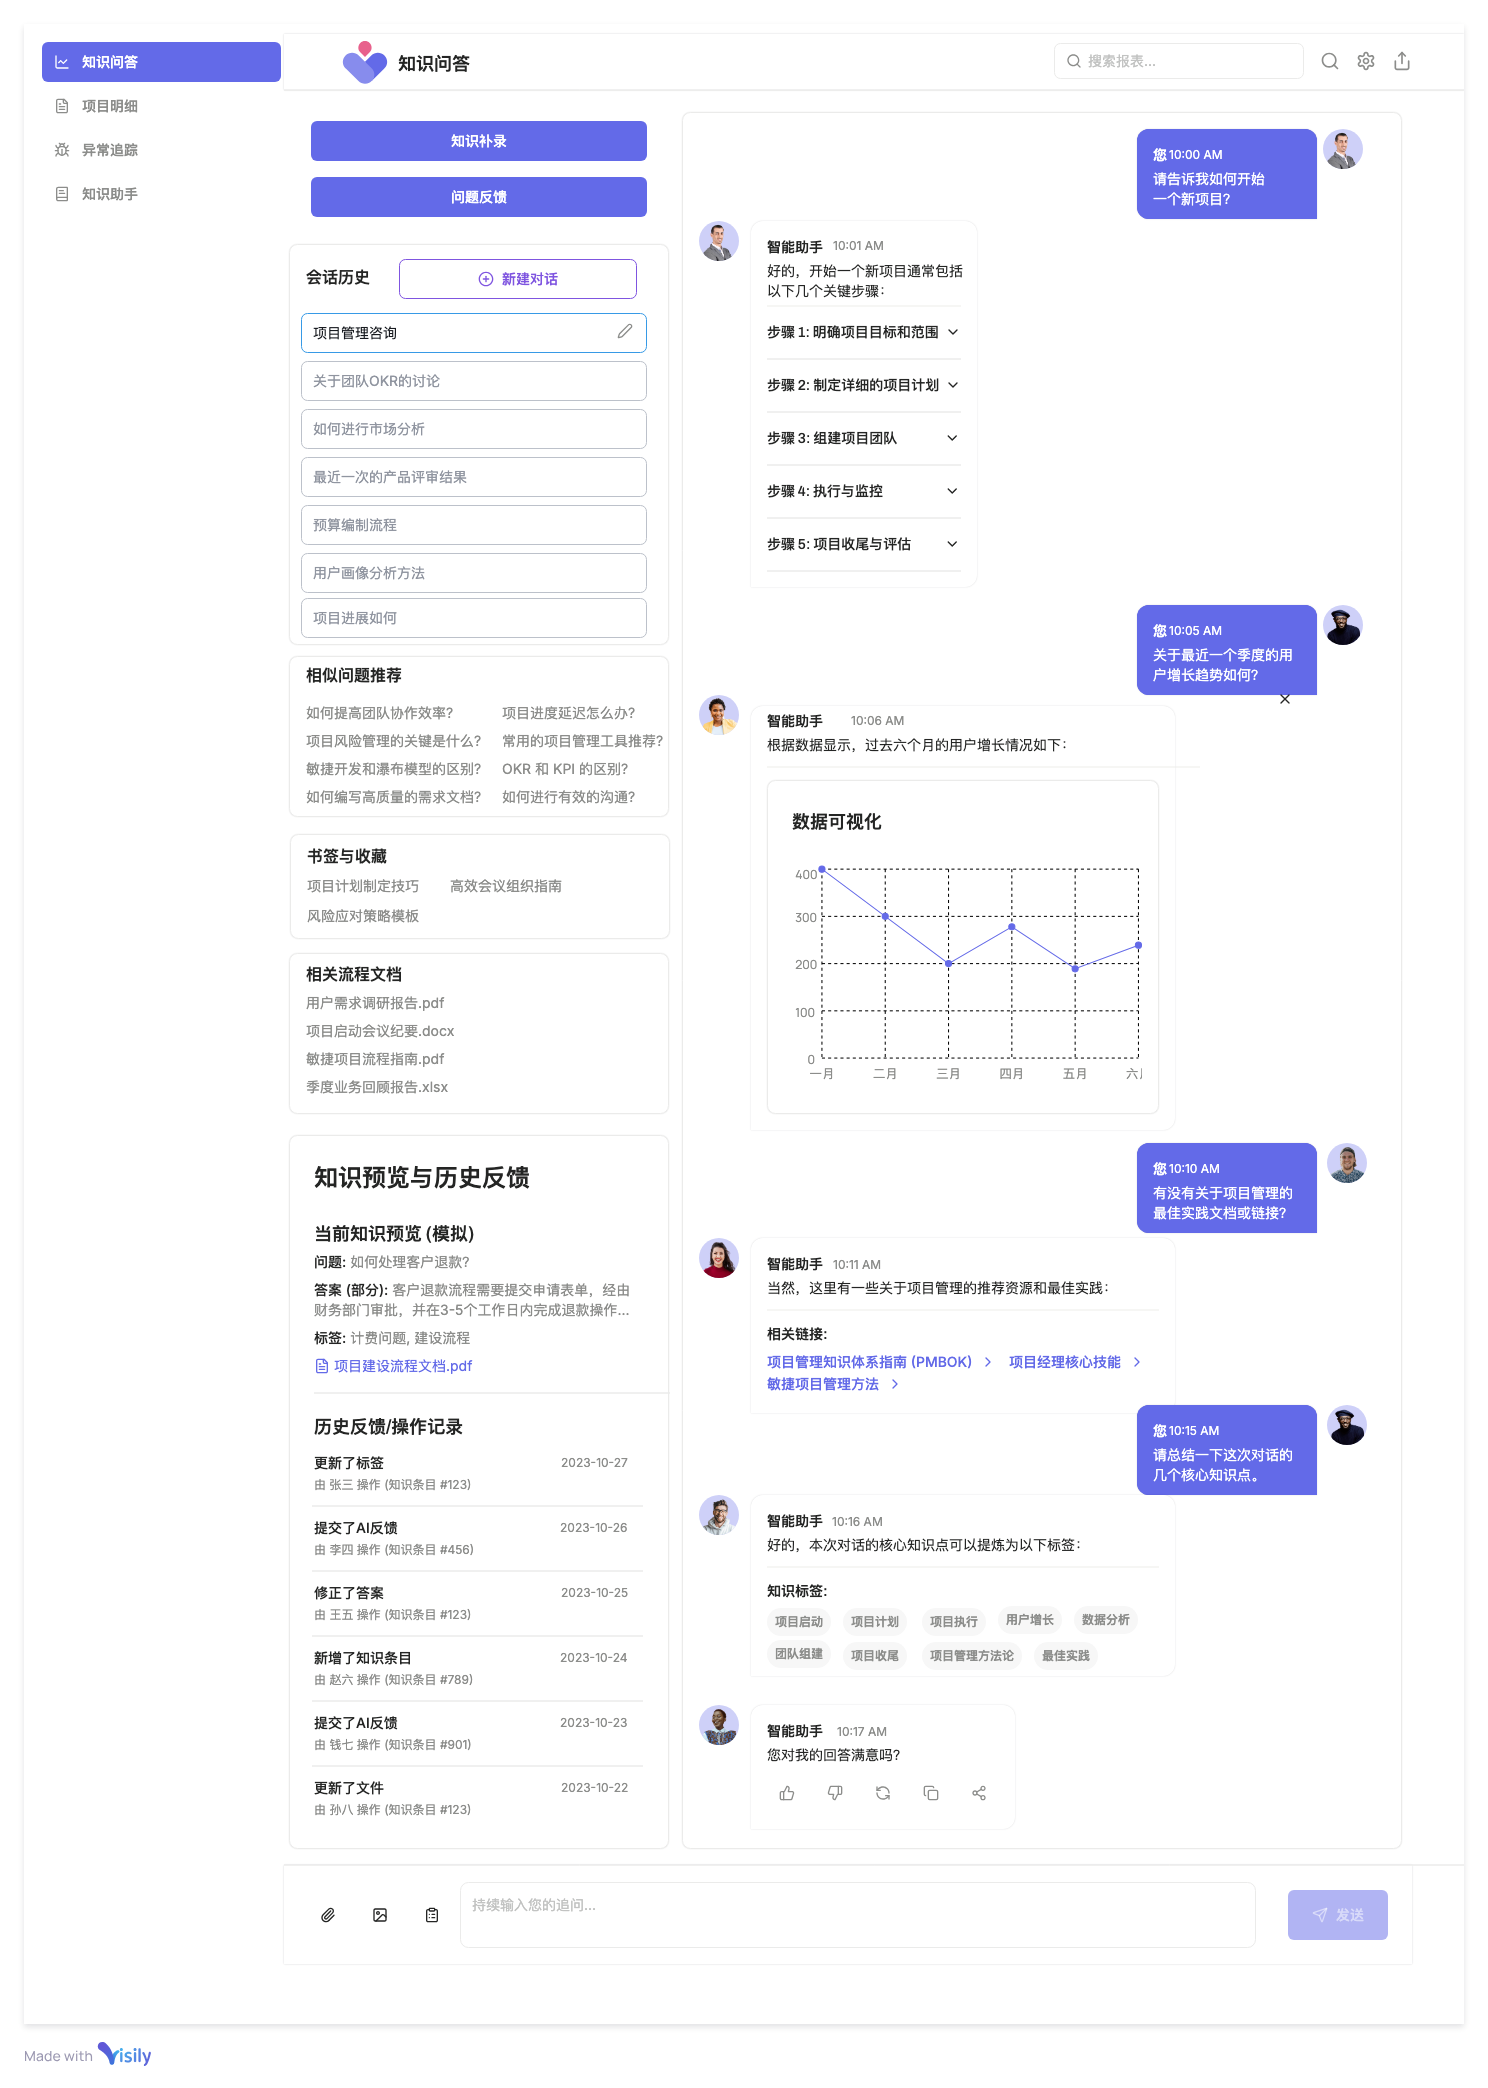 知识问答
项目明细
异常追踪
知识助手
知识问答
搜索报表...
知识补录
问题反馈
会话历史
新建对话
项目管理咨询
关于团队OKR的讨论
如何进行市场分析
最近一次的产品评审结果
预算编制流程
用户画像分析方法
项目进展如何
相似问题推荐
如何提高团队协作效率? 项目进度延迟怎么办?
项目风险管理的关键是什么? 常用的项目管理工具推荐?
敏捷开发和瀑布模型的区别? OKR 和 KPI 的区别?
如何编写高质量的需求文档? 如何进行有效的沟通?
书签与收藏
项目计划制定技巧 高效会议组织指南
风险应对策略模板
相关流程文档
用户需求调研报告.pdf
项目启动会议纪要.docx
敏捷项目流程指南.pdf
季度业务回顾报告.xlsx
知识预览与历史反馈
当前知识预览 (模拟)
问题: 如何处理客户退款?
答案 (部分): 客户退款流程需要提交申请表单，经由
财务部门审批，并在3-5个工作日内完成退款操作...
标签: 计费问题, 建设流程
项目建设流程文档.pdf
历史反馈/操作记录
更新了标签 2023-10-27
由 张三 操作 (知识条目 #123)
提交了AI反馈 2023-10-26
由 李四 操作 (知识条目 #456)
修正了答案 2023-10-25
由 王五 操作 (知识条目 #123)
新增了知识条目 2023-10-24
由 赵六 操作 (知识条目 #789)
提交了AI反馈 2023-10-23
由 钱七 操作 (知识条目 #901)
更新了文件 2023-10-22
由 孙八 操作 (知识条目 #123)
您 10:00 AM
请告诉我如何开始
一个新项目?
智能助手 10:01 AM
好的，开始一个新项目通常包括
以下几个关键步骤：
步骤 1: 明确项目目标和范围
步骤 2: 制定详细的项目计划
步骤 3: 组建项目团队
步骤 4: 执行与监控
步骤 5: 项目收尾与评估
您 10:05 AM
关于最近一个季度的用
户增长趋势如何?
智能助手 10:06 AM
根据数据显示，过去六个月的用户增长情况如下：
数据可视化
400
300
200
100
0
一月 二月 三月 四月 五月 六
您 10:10 AM
有没有关于项目管理的
最佳实践文档或链接?
智能助手 10:11 AM
当然，这里有一些关于项目管理的推荐资源和最佳实践：
相关链接:
项目管理知识体系指南 (PMBOK) 项目经理核心技能
敏捷项目管理方法
您 10:15 AM
请总结一下这次对话的
几个核心知识点。
智能助手 10:16 AM
好的，本次对话的核心知识点可以提炼为以下标签：
知识标签:
项目启动 项目计划 项目执行 用户增长 数据分析
团队组建 项目收尾 项目管理方法论 最佳实践
智能助手 10:17 AM
您对我的回答满意吗?
持续输入您的追问...
发送
Made with Visily